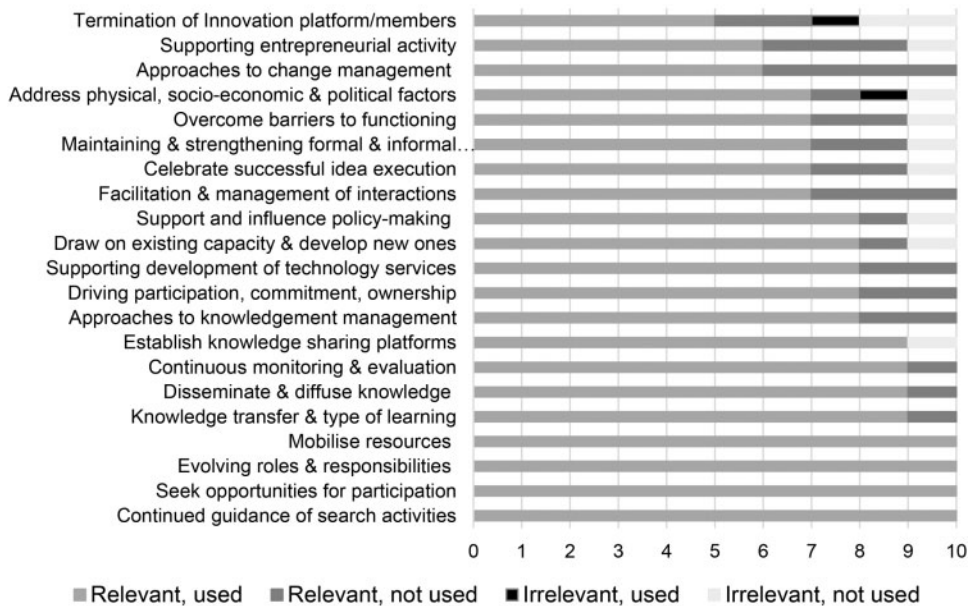 Termination of Innovation platform/members
Supporting entrepreneurial activity
Approaches to change management
Address physical, socio-economic & political factors
Overcome barriers to functioning
Maintaining & strengthening formal & informal…
Celebrate successful idea execution
Facilitation & management of interactions
Support and influence policy-making
Draw on existing capacity & develop new ones
Supporting development of technology services
Driving participation, commitment, ownership
Approaches to knowledgement management
Establish knowledge sharing platforms
Continuous monitoring & evaluation
Disseminate & diffuse knowledge
Knowledge transfer & type of learning
Mobilise resources
Evolving roles & responsibilities
Seek opportunities for participation
Continued guidance of search activities
0 1 2 3 4 5 6 7 8 9 10
Relevant, used Relevant, not used Irrelevant, used Irrelevant, not used